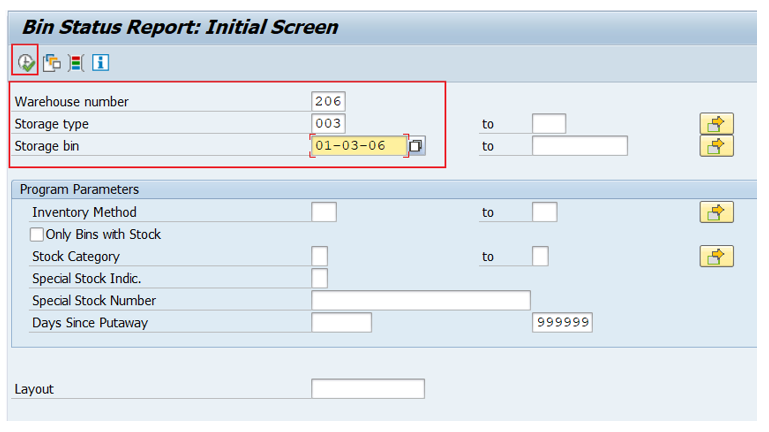 Bin Status Report: Initial Screen
Warehouse number 206
Storage type 003 to
Storage bin 01-03-06 to
Program Parameters
Inventory Method to
Only Bins with Stock
Stock Category to
Special Stock Indic.
Special Stock Number
Days Since Putaway 999999
Layout